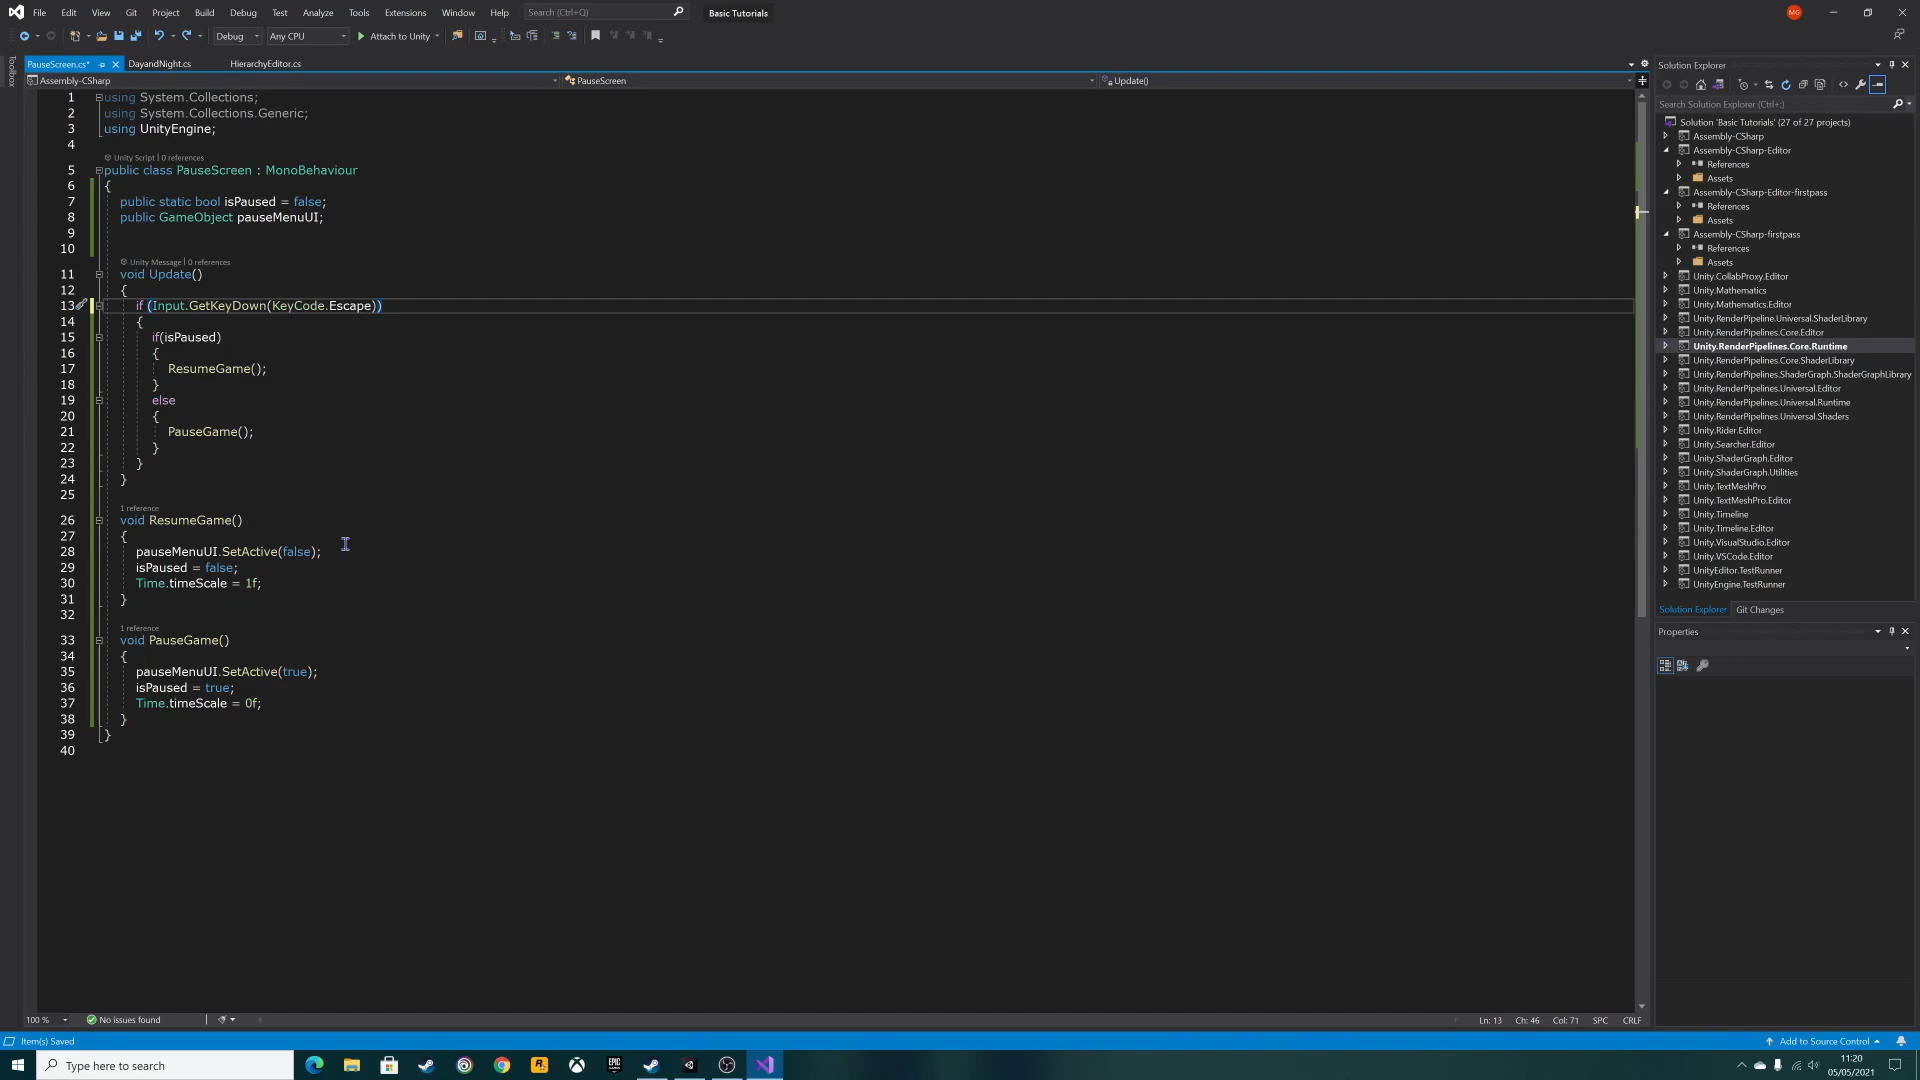 File Edit View Git Project Build Debug Test Analyze Tools Extensions Window Help Search (Ctrl+Q) Basic Tutorials MG
Debug Any CPU Attach to Unity
Toolbox
PauseScreen.cs* DayandNight.cs HierarchyEditor.cs
Assembly-CSharp PauseScreen Update()
1 using System.Collections;
2 using System.Collections.Generic;
3 using UnityEngine;
4
Unity Script | 0 references
5 public class PauseScreen : MonoBehaviour
6 {
7 public static bool isPaused = false;
8 public GameObject pauseMenuUI;
9
10
Unity Message | 0 references
11 void Update()
12 {
13 if (Input.GetKeyDown(KeyCode.Escape))
14 {
15 if(isPaused)
16 {
17 ResumeGame();
18 }
19 else
20 {
21 PauseGame();
22 }
23 }
24 }
25
1 reference
26 void ResumeGame()
27 {
28 pauseMenuUI.SetActive(false);
29 isPaused = false;
30 Time.timeScale = 1f;
31 }
32
1 reference
33 void PauseGame()
34 {
35 pauseMenuUI.SetActive(true);
36 isPaused = true;
37 Time.timeScale = 0f;
38 }
39 }
40
100 % No issues found Ln: 13 Ch: 46 Col: 71 SPC CRLF
Solution Explorer
Search Solution Explorer (Ctrl+;)
Solution 'Basic Tutorials' (27 of 27 projects)
Assembly-CSharp
Assembly-CSharp-Editor
References
Assets
Assembly-CSharp-Editor-firstpass
References
Assets
Assembly-CSharp-firstpass
References
Assets
Unity.CollabProxy.Editor
Unity.Mathematics
Unity.Mathematics.Editor
Unity.RenderPipeline.Universal.ShaderLibrary
Unity.RenderPipelines.Core.Editor
Unity.RenderPipelines.Core.Runtime
Unity.RenderPipelines.Core.ShaderLibrary
Unity.RenderPipelines.ShaderGraph.ShaderGraphLibrary
Unity.RenderPipelines.Universal.Editor
Unity.RenderPipelines.Universal.Runtime
Unity.RenderPipelines.Universal.Shaders
Unity.Rider.Editor
Unity.Searcher.Editor
Unity.ShaderGraph.Editor
Unity.ShaderGraph.Utilities
Unity.TextMeshPro
Unity.TextMeshPro.Editor
Unity.Timeline
Unity.Timeline.Editor
Unity.VisualStudio.Editor
Unity.VSCode.Editor
UnityEditor.TestRunner
UnityEngine.TestRunner
Solution Explorer Git Changes
Properties
Item(s) Saved Add to Source Control
Type here to search 11:20
05/05/2021